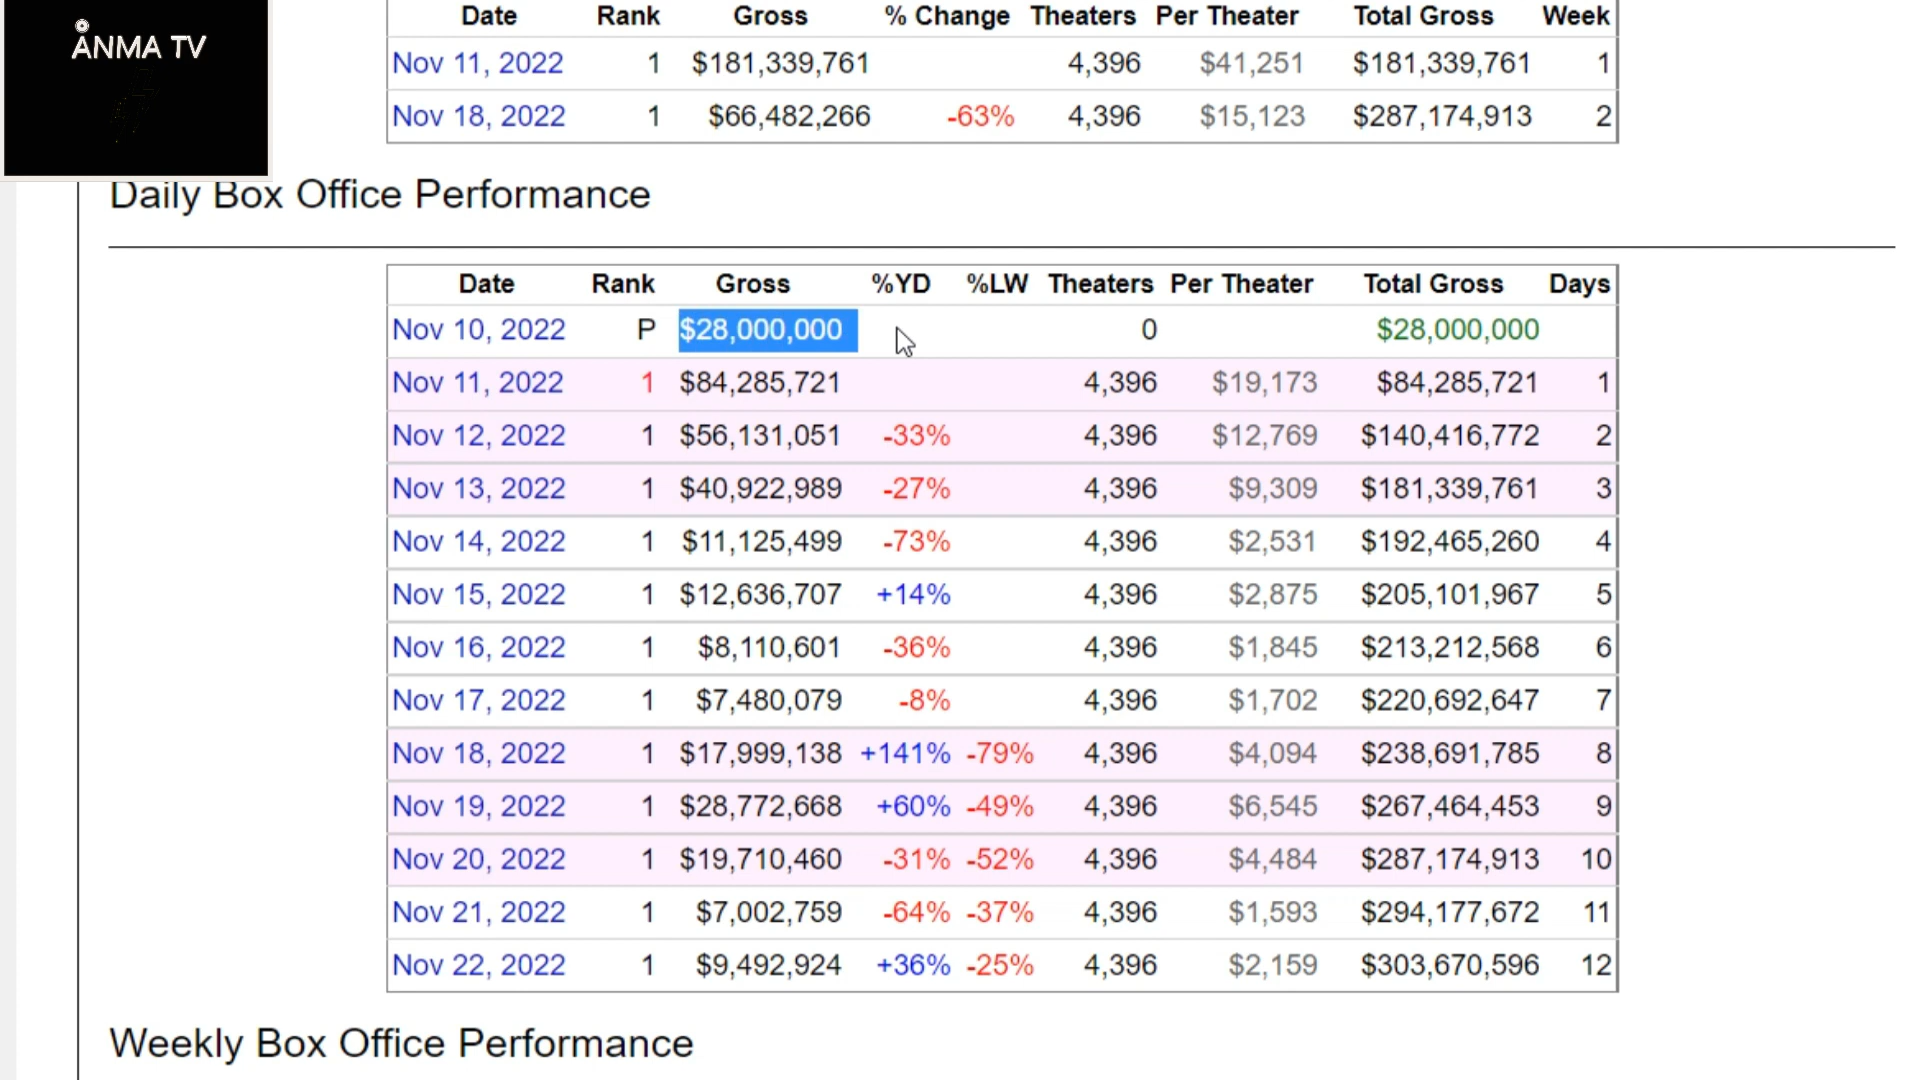 ANMA TV
Date Rank Gross % Change Theaters Per Theater Total Gross Week
Nov 11, 2022 1 $181,339,761 4,396 $41,251 $181,339,761 1
Nov 18, 2022 1 $66,482,266 -63% 4,396 $15,123 $287,174,913 2
Daily Box Office Performance
Date Rank Gross %YD %LW Theaters Per Theater Total Gross Days
Nov 10, 2022 P $28,000,000 0 $28,000,000
Nov 11, 2022 1 $84,285,721 4,396 $19,173 $84,285,721 1
Nov 12, 2022 1 $56,131,051 -33% 4,396 $12,769 $140,416,772 2
Nov 13, 2022 1 $40,922,989 -27% 4,396 $9,309 $181,339,761 3
Nov 14, 2022 1 $11,125,499 -73% 4,396 $2,531 $192,465,260 4
Nov 15, 2022 1 $12,636,707 +14% 4,396 $2,875 $205,101,967 5
Nov 16, 2022 1 $8,110,601 -36% 4,396 $1,845 $213,212,568 6
Nov 17, 2022 1 $7,480,079 -8% 4,396 $1,702 $220,692,647 7
Nov 18, 2022 1 $17,999,138 +141% -79% 4,396 $4,094 $238,691,785 8
Nov 19, 2022 1 $28,772,668 +60% -49% 4,396 $6,545 $267,464,453 9
Nov 20, 2022 1 $19,710,460 -31% -52% 4,396 $4,484 $287,174,913 10
Nov 21, 2022 1 $7,002,759 -64% -37% 4,396 $1,593 $294,177,672 11
Nov 22, 2022 1 $9,492,924 +36% -25% 4,396 $2,159 $303,670,596 12
Weekly Box Office Performance